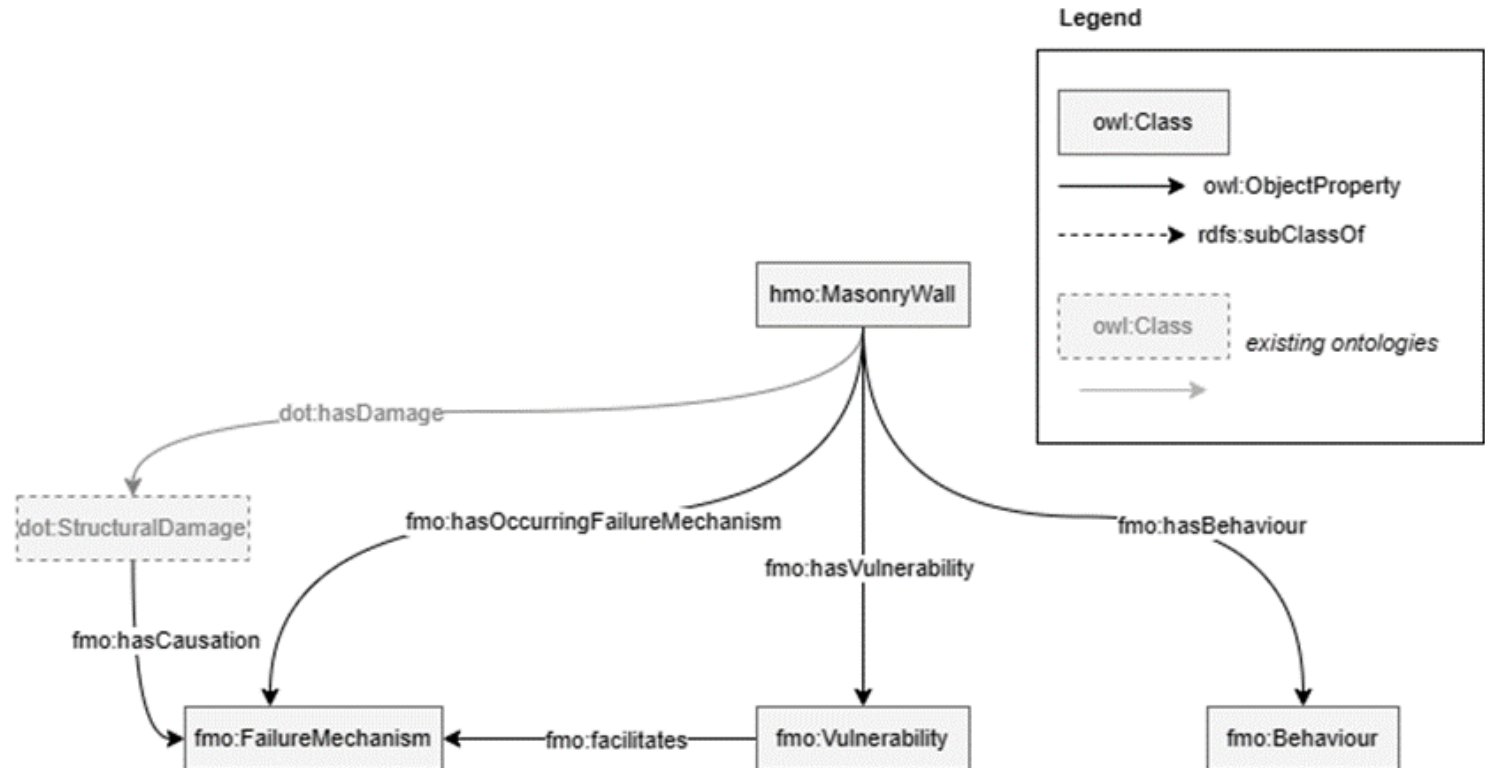 Legend
owl:Class
owl:ObjectProperty
rdfs:subClassOf
owl:Class
existing ontologies
hmo:MasonryWall
dot:hasDamage
dot:StructuralDamage
fmo:hasOccurringFailureMechanism
fmo:hasBehaviour
fmo:hasVulnerability
fmo:hasCausation
fmo:FailureMechanism
fmo:facilitates
fmo:Vulnerability
fmo:Behaviour